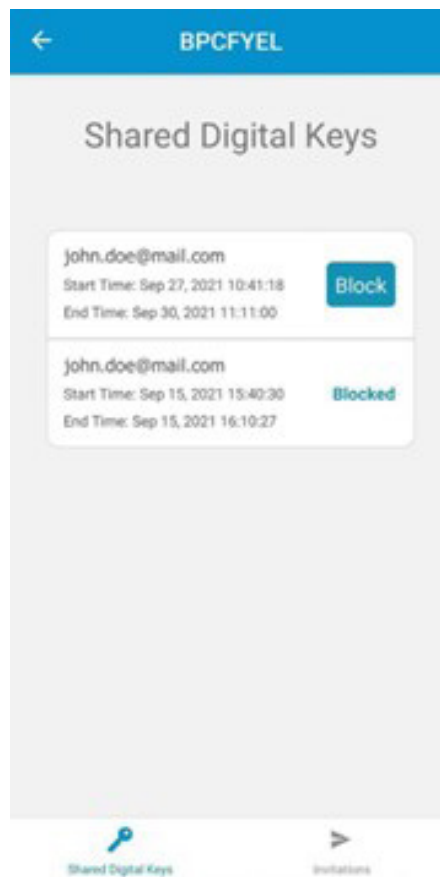 BPCFYEL
Shared Digital Keys
john.doe@mail.com
Start Time: Sep 27, 2021 10:41:18
End Time: Sep 30, 2021 11:11:00
Block
john.doe@mail.com
Start Time: Sep 15, 2021 15:40:30
End Time: Sep 15, 2021 16:10:27
Blocked
Shared Digital Keys
Invitations